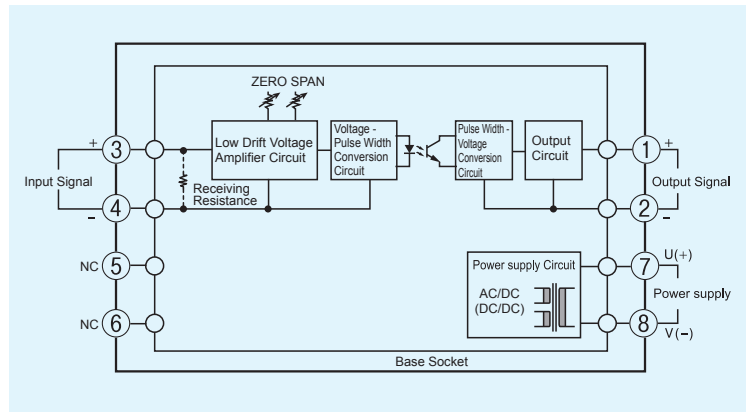 ZERO SPAN
Low Drift Voltage
Amplifier Circuit
Voltage -
Pulse Width
Conversion
Circuit
Pulse Width -
Voltage
Conversion
Circuit
Output
Circuit
+
3
Input Signal
Receiving
Resistance
−
4
1
+
Output Signal
2
−
NC
5
NC
6
Power supply Circuit
AC/DC
(DC/DC)
7
U(+)
Power supply
8
V(−)
Base Socket